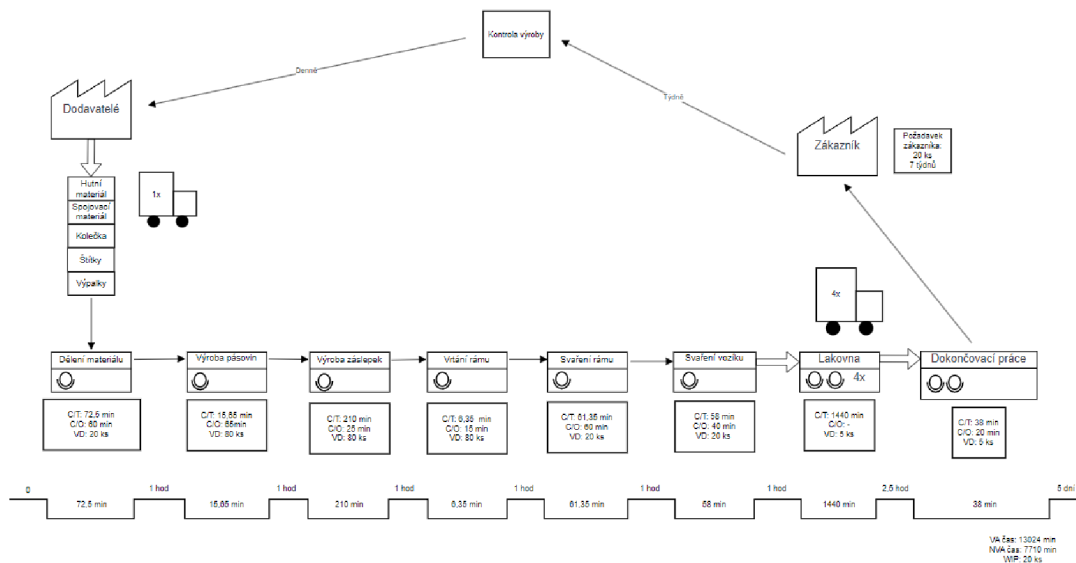 Kontrola výroby
Denně
Týdně
Dodavatelé
Zákazník
Požadavek
zákazníka:
20 ks
7 týdnů
Hutní
materiál
Spojovací
materiál
Kolečka
Štítky
Výpalky
1x
4x
Dělení materiálu
Výroba pásovin
Výroba záslepek
Vrtání rámu
Svaření rámu
Svaření vozíku
Lakovna
4x
Dokončovací práce
C/T: 72,5 min
C/O: 60 min
VD: 20 ks
C/T: 15,65 min
C/O: 65min
VD: 80 ks
C/T: 210 min
C/O: 25 min
VD: 80 ks
C/T: 6,35 min
C/O: 15 min
VD: 80 ks
C/T: 61,35 min
C/O: 60 min
VD: 20 ks
C/T: 58 min
C/O: 40 min
VD: 20 ks
C/T: 1440 min
C/O: -
VD: 5 ks
C/T: 38 min
C/O: 20 min
VD: 5 ks
0
1 hod
1 hod
1 hod
1 hod
1 hod
1 hod
2,5 hod
5 dní
72,5 min
15,65 min
210 min
6,35 min
61,35 min
58 min
1440 min
38 min
VA čas: 13024 min
NVA čas: 7710 min
WIP: 20 ks